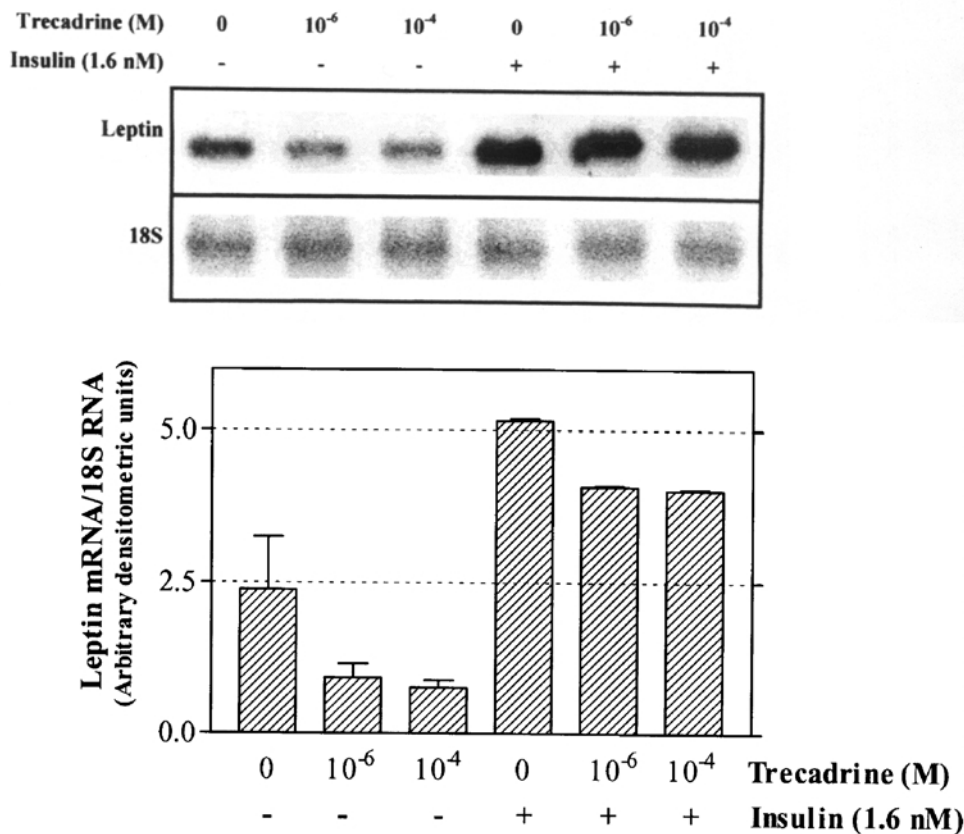 Trecadrine (M) 0 10⁻⁶ 10⁻⁴ 0 10⁻⁶ 10⁻⁴
Insulin (1.6 nM) - - - + + +
Leptin
18S
Leptin mRNA/18S RNA
(Arbitrary densitometric units)
5.0
2.5
0.0
0 10⁻⁶ 10⁻⁴ 0 10⁻⁶ 10⁻⁴ Trecadrine (M)
- - - + + + Insulin (1.6 nM)